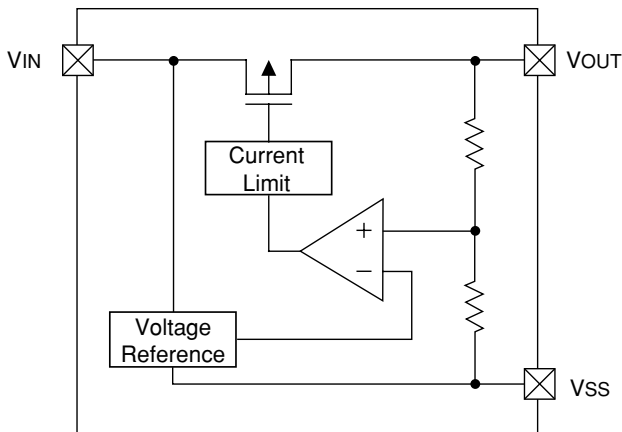 VIN
VOUT
Current
Limit
+
−
Voltage
Reference
VSS